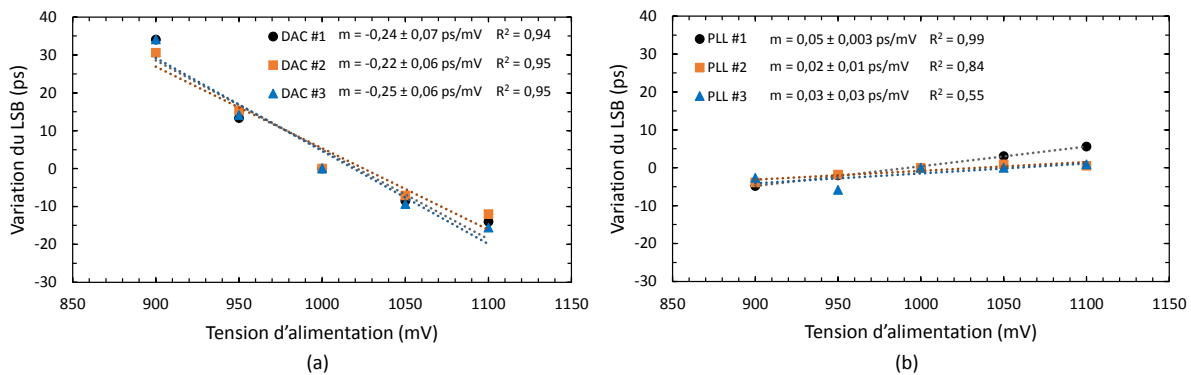 40
30
20
10
0
-10
-20
-30
Variation du LSB (ps)
DAC #1 m = -0,24 ± 0,07 ps/mV R² = 0,94
DAC #2 m = -0,22 ± 0,06 ps/mV R² = 0,95
DAC #3 m = -0,25 ± 0,06 ps/mV R² = 0,95
850 900 950 1000 1050 1100 1150
Tension d'alimentation (mV)
(a)
40
30
20
10
0
-10
-20
-30
Variation du LSB (ps)
PLL #1 m = 0,05 ± 0,003 ps/mV R² = 0,99
PLL #2 m = 0,02 ± 0,01 ps/mV R² = 0,84
PLL #3 m = 0,03 ± 0,03 ps/mV R² = 0,55
850 900 950 1000 1050 1100 1150
Tension d'alimentation (mV)
(b)